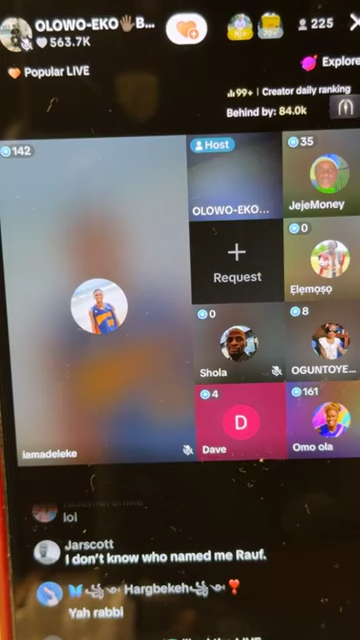 OLOWO-EKO🖐🏿B...
563.7K
225
Popular LIVE
Explore
99+ | Creator daily ranking
Behind by: 84.0k
142
Host
OLOWO-EKO...
35
JejeMoney
+
Request
0
Ẹlẹmọṣọ
0
Shola
8
OGUNTOYE...
4
D
Dave
161
Omo ola
iamadeleke
lol
Jarscott
I don't know who named me Rauf.
Hargbekeh
Yah rabbi